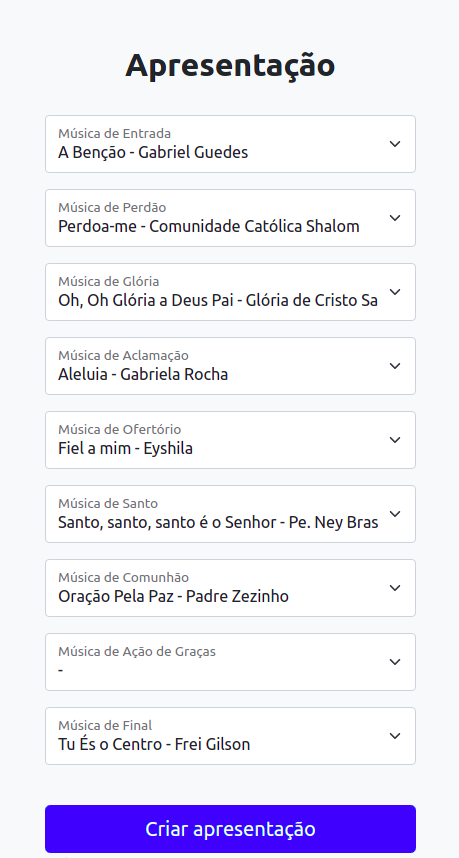 Apresentação
Música de Entrada
A Benção - Gabriel Guedes
Música de Perdão
Perdoa-me - Comunidade Católica Shalom
Música de Glória
Oh, Oh Glória a Deus Pai - Glória de Cristo Sa
Música de Aclamação
Aleluia - Gabriela Rocha
Música de Ofertório
Fiel a mim - Eyshila
Música de Santo
Santo, santo, santo é o Senhor - Pe. Ney Bras
Música de Comunhão
Oração Pela Paz - Padre Zezinho
Música de Ação de Graças
-
Música de Final
Tu És o Centro - Frei Gilson
Criar apresentação